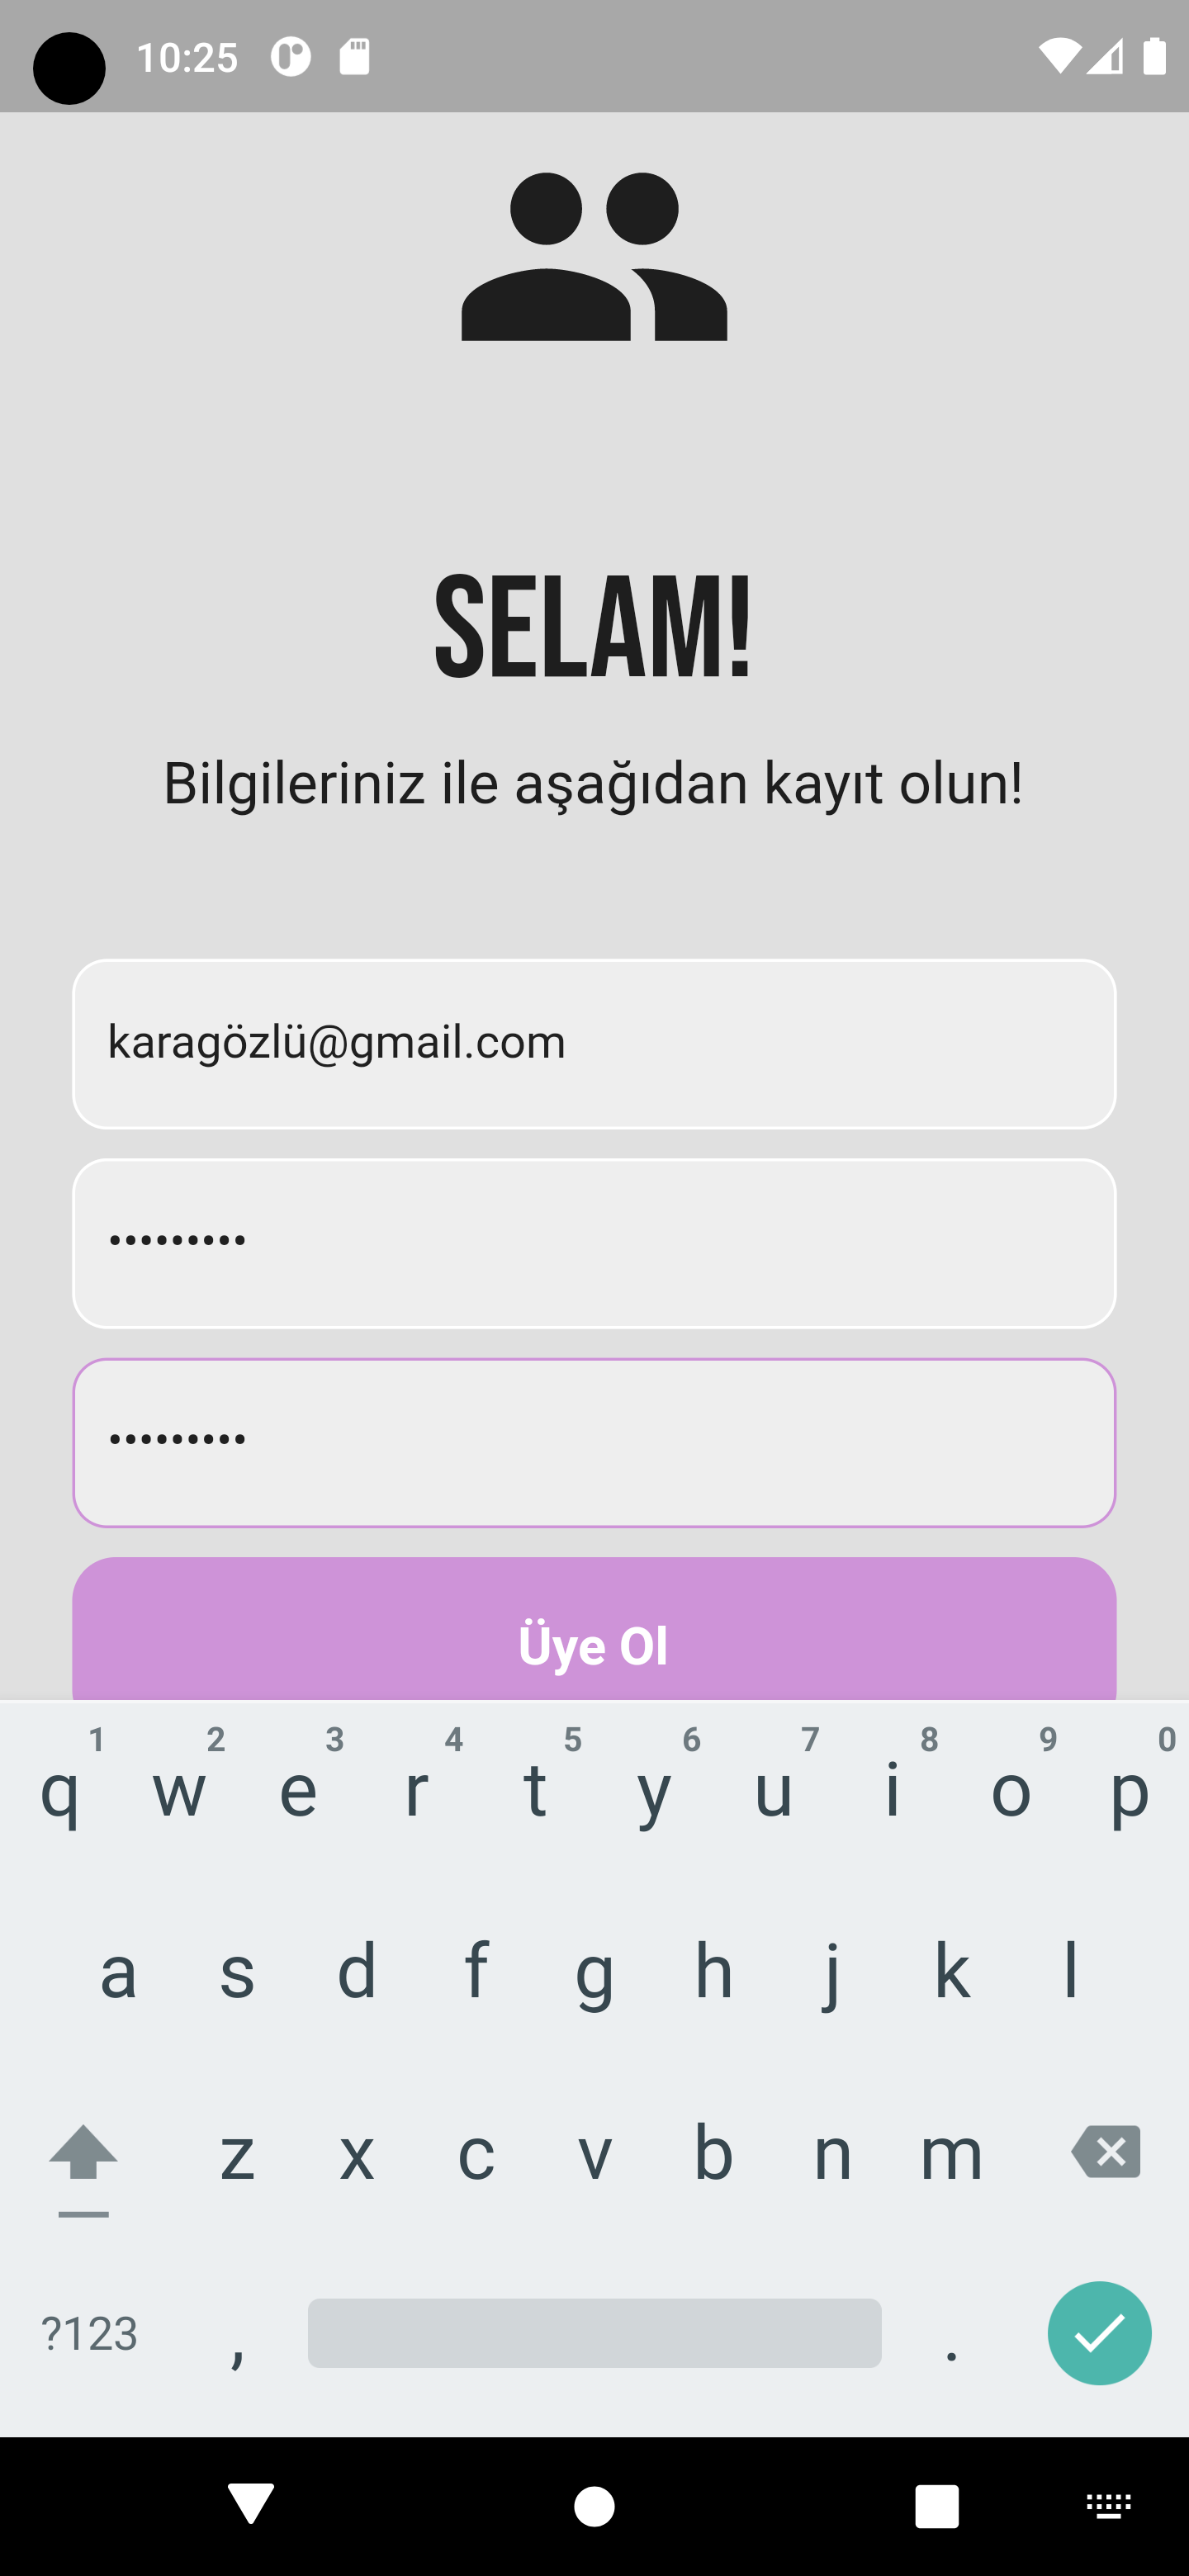 10:25
SELAM!
Bilgileriniz ile aşağıdan kayıt olun!
karagözlü@gmail.com
•••••••••
•••••••••
Üye Ol
1 2 3 4 5 6 7 8 9 0
q w e r t y u i o p
a s d f g h j k l
z x c v b n m
?123 , .